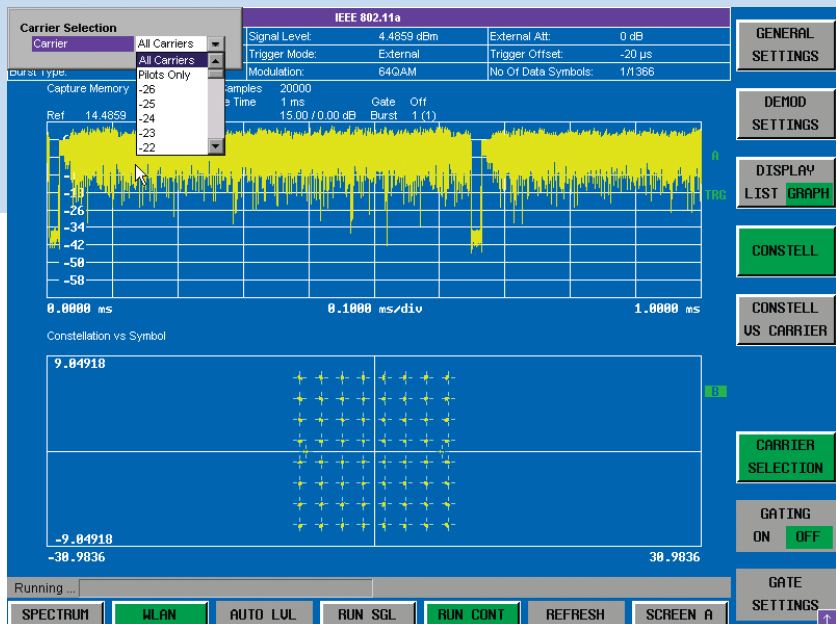 IEEE 802.11a
Carrier Selection
Carrier All Carriers
All Carriers
Pilots Only
-26
-25
-24
-23
-22
Signal Level: 4.4859 dBm External Att: 0 dB
Trigger Mode: External Trigger Offset: -20 µs
Burst Type: Modulation: 64QAM No Of Data Symbols: 1/1366
Capture Memory Samples 20000
Time 1 ms Gate Off
Ref 14.4859 15.00 / 0.00 dB Burst 1 (1)
-26
-34
-42
-50
-58
A
TRG
0.0000 ms 0.1000 ms/div 1.0000 ms
Constellation vs Symbol
9.04918
B
-9.04918
-30.9836 30.9836
Running ...
SPECTRUM WLAN AUTO LVL RUN SGL RUN CONT REFRESH SCREEN A
GENERAL
SETTINGS
DEMOD
SETTINGS
DISPLAY
LIST GRAPH
CONSTELL
CONSTELL
VS CARRIER
CARRIER
SELECTION
GATING
ON OFF
GATE
SETTINGS